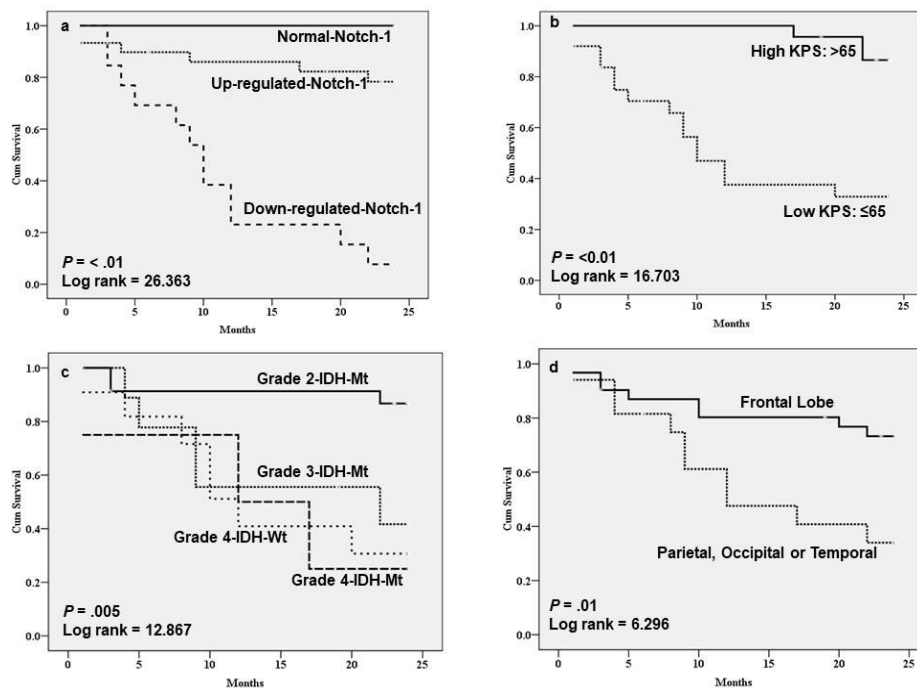 a
1.0
0.8
0.6
0.4
0.2
0.0
Cum Survival
Normal-Notch-1
Up-regulated-Notch-1
Down-regulated-Notch-1
P = < .01
Log rank = 26.363
0 5 10 15 20 25
Months
b
1.0
0.8
0.6
0.4
0.2
0.0
Cum Survival
High KPS: >65
Low KPS: ≤65
P = <0.01
Log rank = 16.703
0 5 10 15 20 25
Months
c
1.0
0.8
0.6
0.4
0.2
0.0
Cum Survival
Grade 2-IDH-Mt
Grade 3-IDH-Mt
Grade 4-IDH-Wt
Grade 4-IDH-Mt
P = .005
Log rank = 12.867
0 5 10 15 20 25
Months
d
1.0
0.8
0.6
0.4
0.2
0.0
Cum Survival
Frontal Lobe
Parietal, Occipital or Temporal
P = .01
Log rank = 6.296
0 5 10 15 20 25
Months